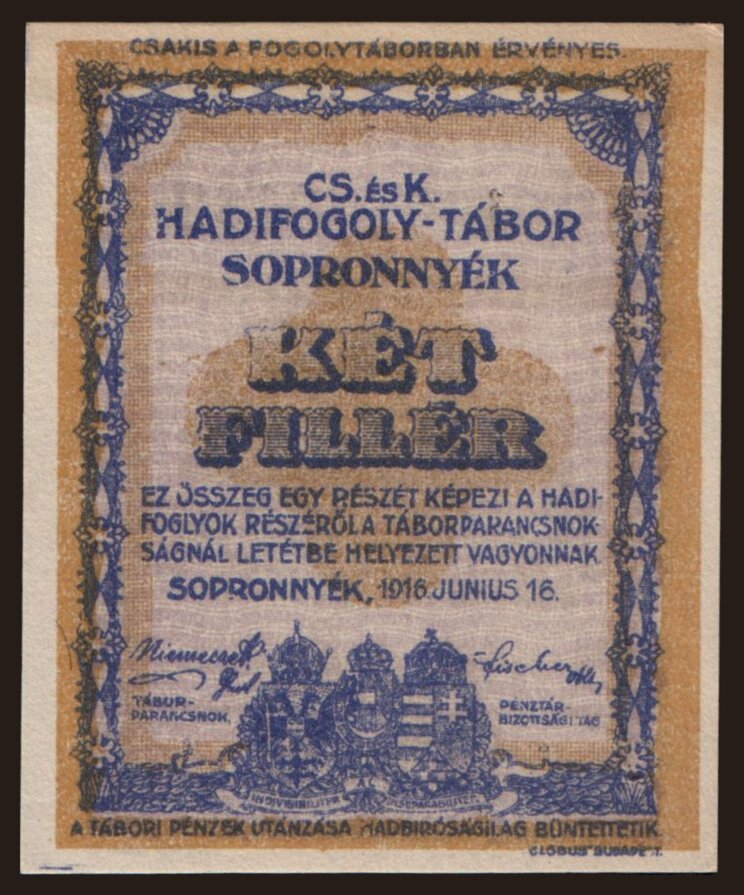 CSAKIS A FOGOLYTÁBORBAN ÉRVÉNYES.
CS. és K.
HADIFOGOLY-TÁBOR
SOPRONNYÉK
KÉT
FILLÉR
EZ ÖSSZEG EGY RÉSZÉT KÉPEZI A HADI-
FOGLYOK RÉSZÉRŐL A TÁBORPARANCSNOK-
SÁGNÁL LETÉTBE HELYEZETT VAGYONNAK.
SOPRONNYÉK, 1916. JUNIUS 16.
Fischer
TÁBOR-
PARANCSNOK.
PÉNZTÁR-
BIZOTTSÁGI TAG
INDIVISIBILITER INSEPARABILITER
A TÁBORI PÉNZEK UTÁNZÁSA HADBIRÓSÁGILAG BÜNTETTETIK.
GLOBUS BUDAPEST.